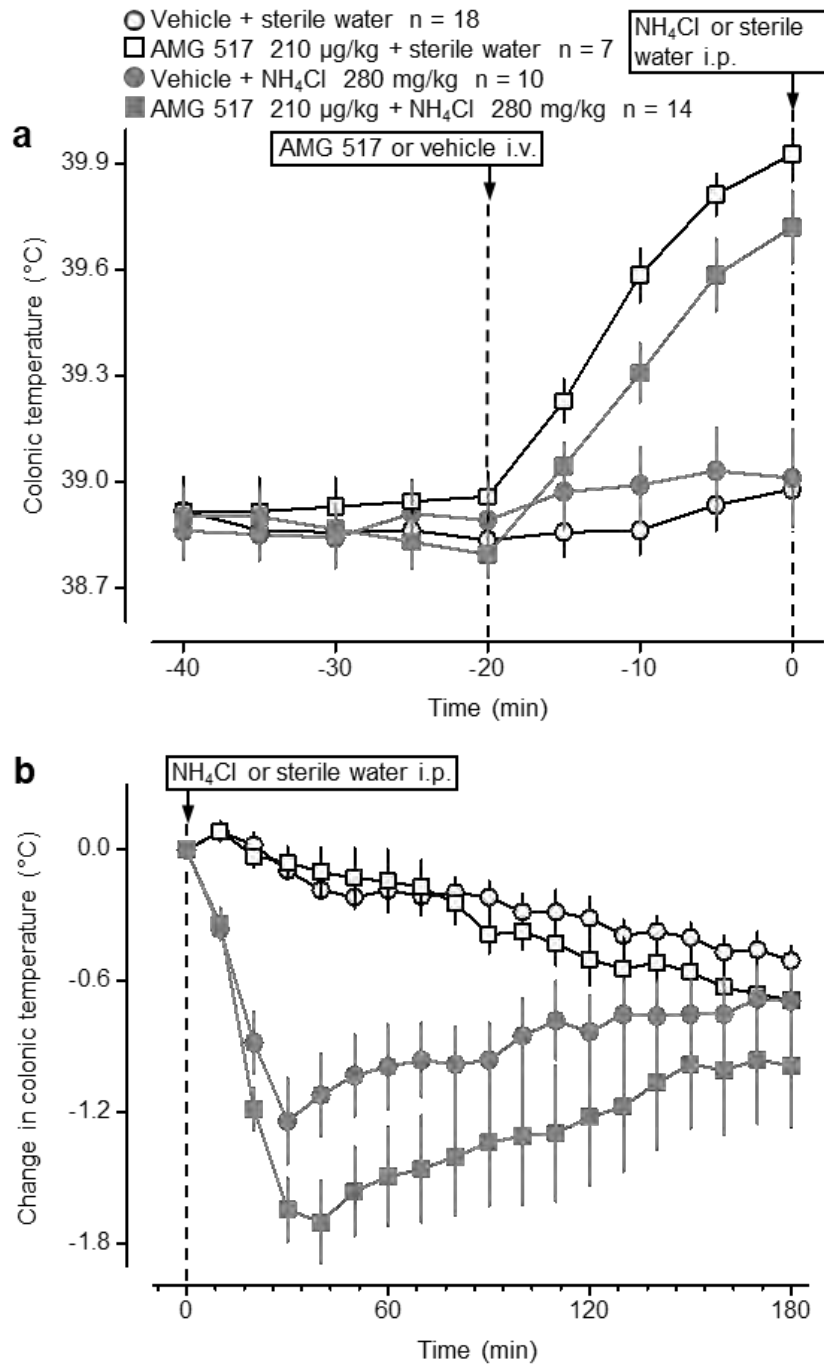 Vehicle + sterile water n = 18
AMG 517 210 µg/kg + sterile water n = 7
Vehicle + NH₄Cl 280 mg/kg n = 10
AMG 517 210 µg/kg + NH₄Cl 280 mg/kg n = 14
NH₄Cl or sterile
water i.p.
a
AMG 517 or vehicle i.v.
39.9
39.6
39.3
39.0
38.7
Colonic temperature (°C)
-40 -30 -20 -10 0
Time (min)
b
NH₄Cl or sterile water i.p.
0.0
-0.6
-1.2
-1.8
Change in colonic temperature (°C)
0 60 120 180
Time (min)